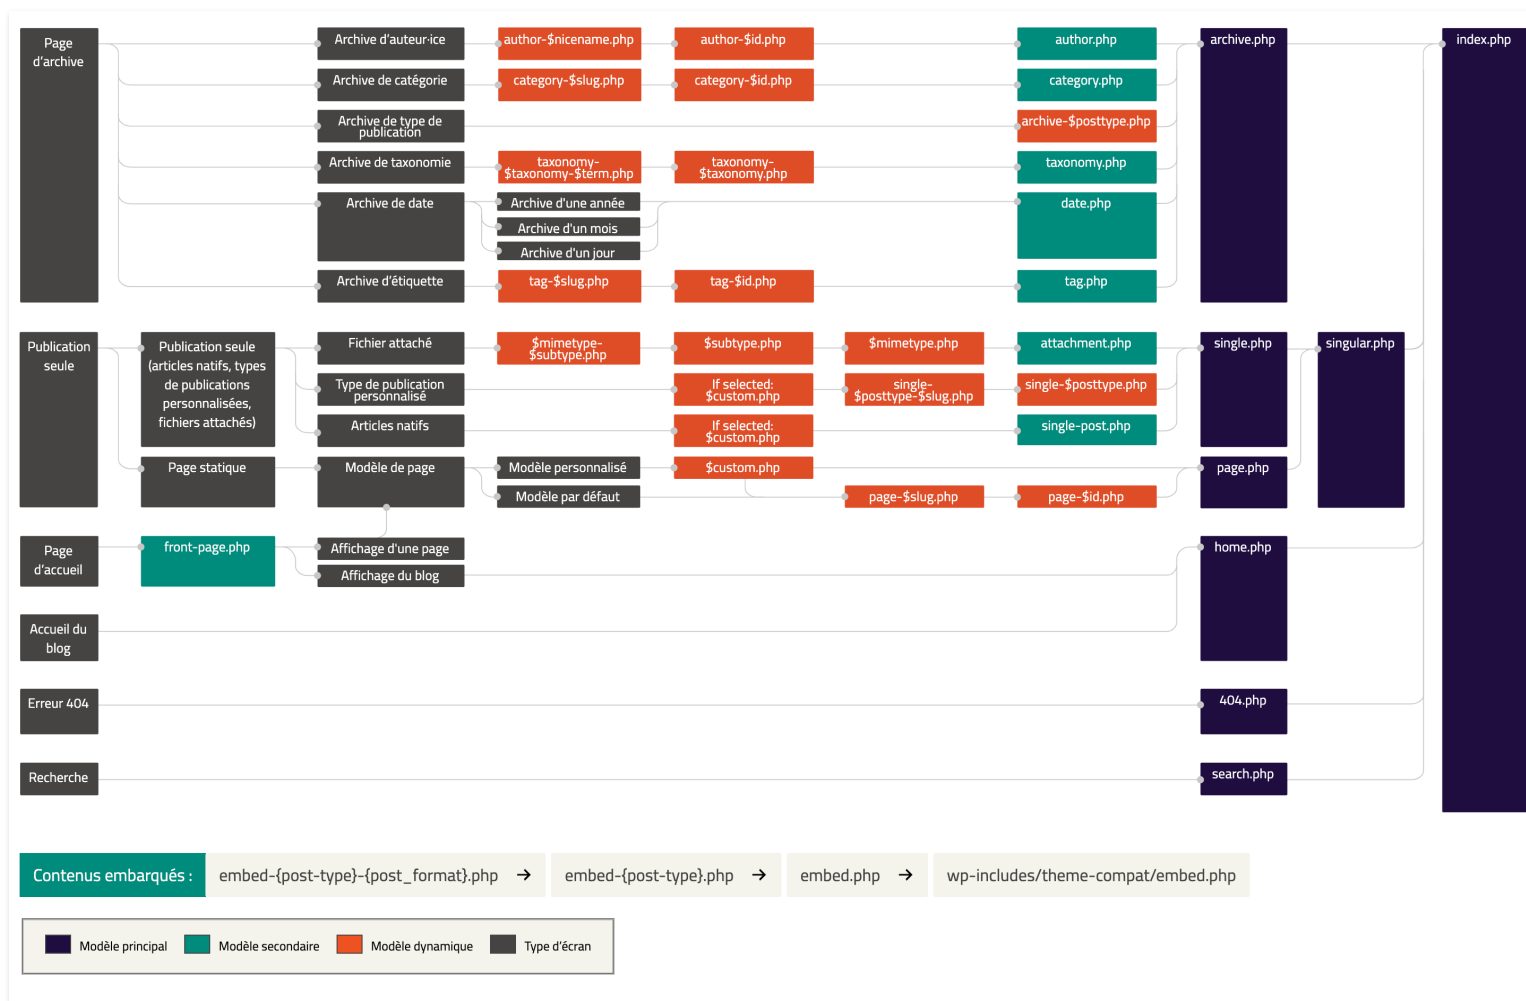 Page
d'archive
Archive d'auteur·ice
author-$nicename.php
author-$id.php
author.php
archive.php
index.php
Archive de catégorie
category-$slug.php
category-$id.php
category.php
Archive de type de
publication
archive-$posttype.php
Archive de taxonomie
taxonomy-
$taxonomy-$term.php
taxonomy-
$taxonomy.php
taxonomy.php
Archive de date
Archive d'une année
Archive d'un mois
Archive d'un jour
date.php
Archive d'étiquette
tag-$slug.php
tag-$id.php
tag.php
Publication
seule
Publication seule
(articles natifs, types
de publications
personnalisées,
fichiers attachés)
Fichier attaché
$mimetype-
$subtype.php
$subtype.php
$mimetype.php
attachment.php
single.php
singular.php
Type de publication
personnalisé
If selected:
$custom.php
single-
$posttype-$slug.php
single-$posttype.php
Articles natifs
If selected:
$custom.php
single-post.php
Page statique
Modèle de page
Modèle personnalisé
$custom.php
page.php
Modèle par défaut
page-$slug.php
page-$id.php
Page
d'accueil
front-page.php
Affichage d'une page
Affichage du blog
home.php
Accueil du
blog
Erreur 404
404.php
Recherche
search.php
Contenus embarqués :
embed-{post-type}-{post_format}.php →
embed-{post-type}.php →
embed.php →
wp-includes/theme-compat/embed.php
Modèle principal
Modèle secondaire
Modèle dynamique
Type d'écran